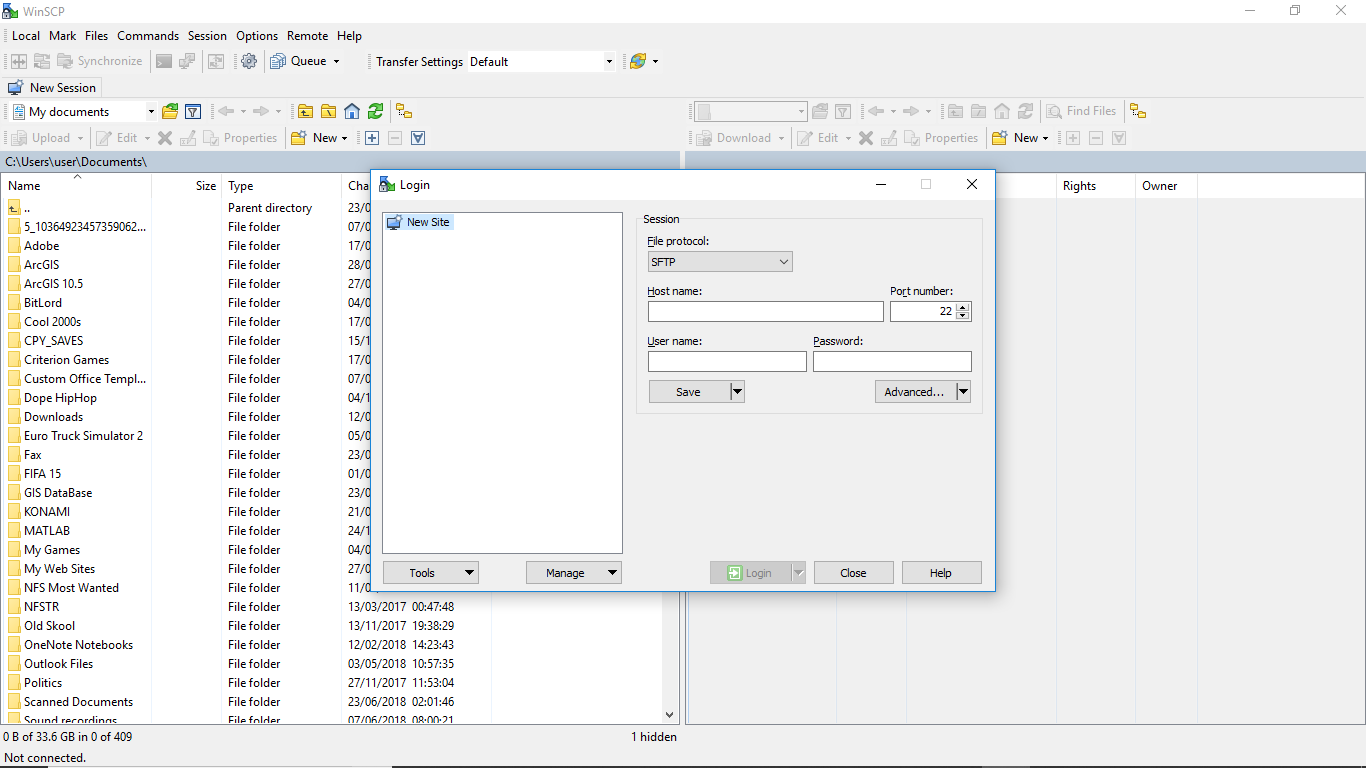 WinSCP
Local Mark Files Commands Session Options Remote Help
Synchronize Queue Transfer Settings Default
New Session
My documents Find Files
Upload Edit Properties New Download Edit Properties New
C:\Users\user\Documents\
Name Size Type Cha Rights Owner
.. Parent directory 23/0
5_10364923457359062... File folder 07/0
Adobe File folder 17/0
ArcGIS File folder 28/0
ArcGIS 10.5 File folder 27/0
BitLord File folder 04/0
Cool 2000s File folder 17/0
CPY_SAVES File folder 15/1
Criterion Games File folder 17/0
Custom Office Templ... File folder 07/0
Dope HipHop File folder 04/1
Downloads File folder 12/0
Euro Truck Simulator 2 File folder 05/0
Fax File folder 23/0
FIFA 15 File folder 01/0
GIS DataBase File folder 23/0
KONAMI File folder 21/0
MATLAB File folder 24/1
My Games File folder 04/0
My Web Sites File folder 27/0
NFS Most Wanted File folder 11/0
NFSTR File folder 13/03/2017 00:47:48
Old Skool File folder 13/11/2017 19:38:29
OneNote Notebooks File folder 12/02/2018 14:23:43
Outlook Files File folder 03/05/2018 10:57:35
Politics File folder 27/11/2017 11:53:04
Scanned Documents File folder 23/06/2018 02:01:46
Sound recordings File folder 07/06/2018 08:00:21
0 B of 33.6 GB in 0 of 409 1 hidden
Not connected.
Login
New Site
Session
File protocol:
SFTP
Host name: Port number:
22
User name: Password:
Save Advanced...
Tools Manage Login Close Help